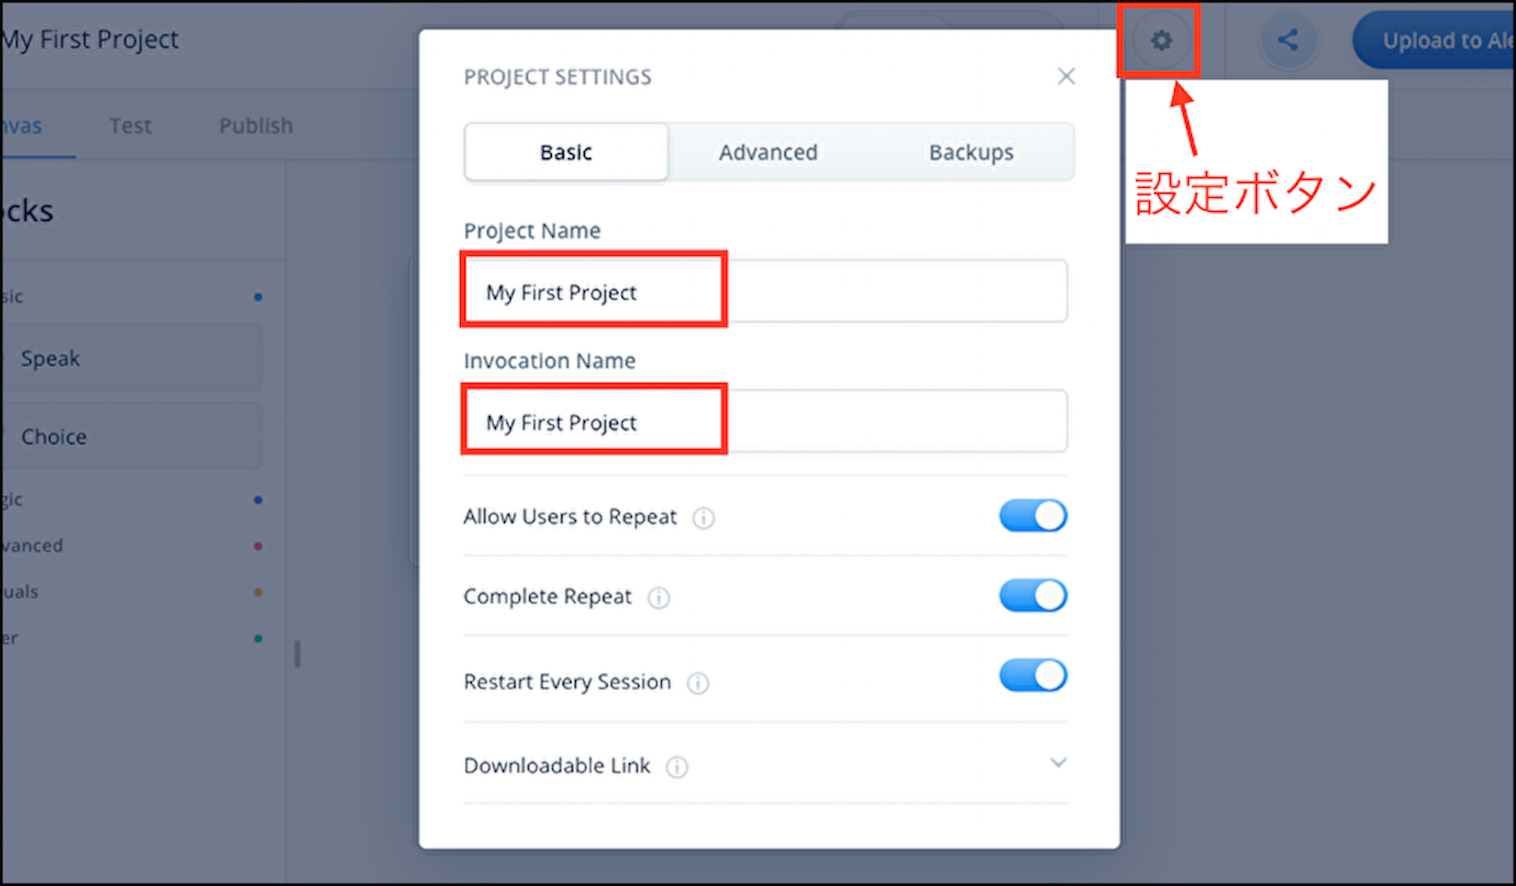 My First Project
Upload to Ale
nvas
Test
Publish
ocks
sic
Speak
Choice
gic
vanced
uals
er
PROJECT SETTINGS
Basic
Advanced
Backups
Project Name
My First Project
Invocation Name
My First Project
Allow Users to Repeat
Complete Repeat
Restart Every Session
Downloadable Link
設定ボタン